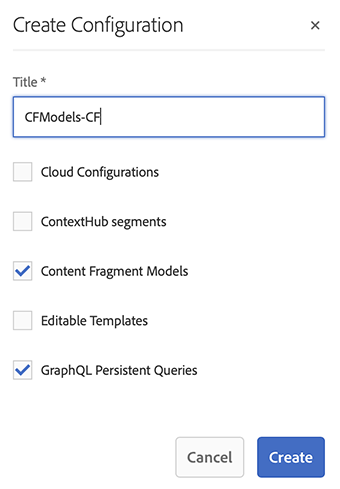 Create Configuration
Title *
CFModels-CF
Cloud Configurations
ContextHub segments
Content Fragment Models
Editable Templates
GraphQL Persistent Queries
Cancel Create